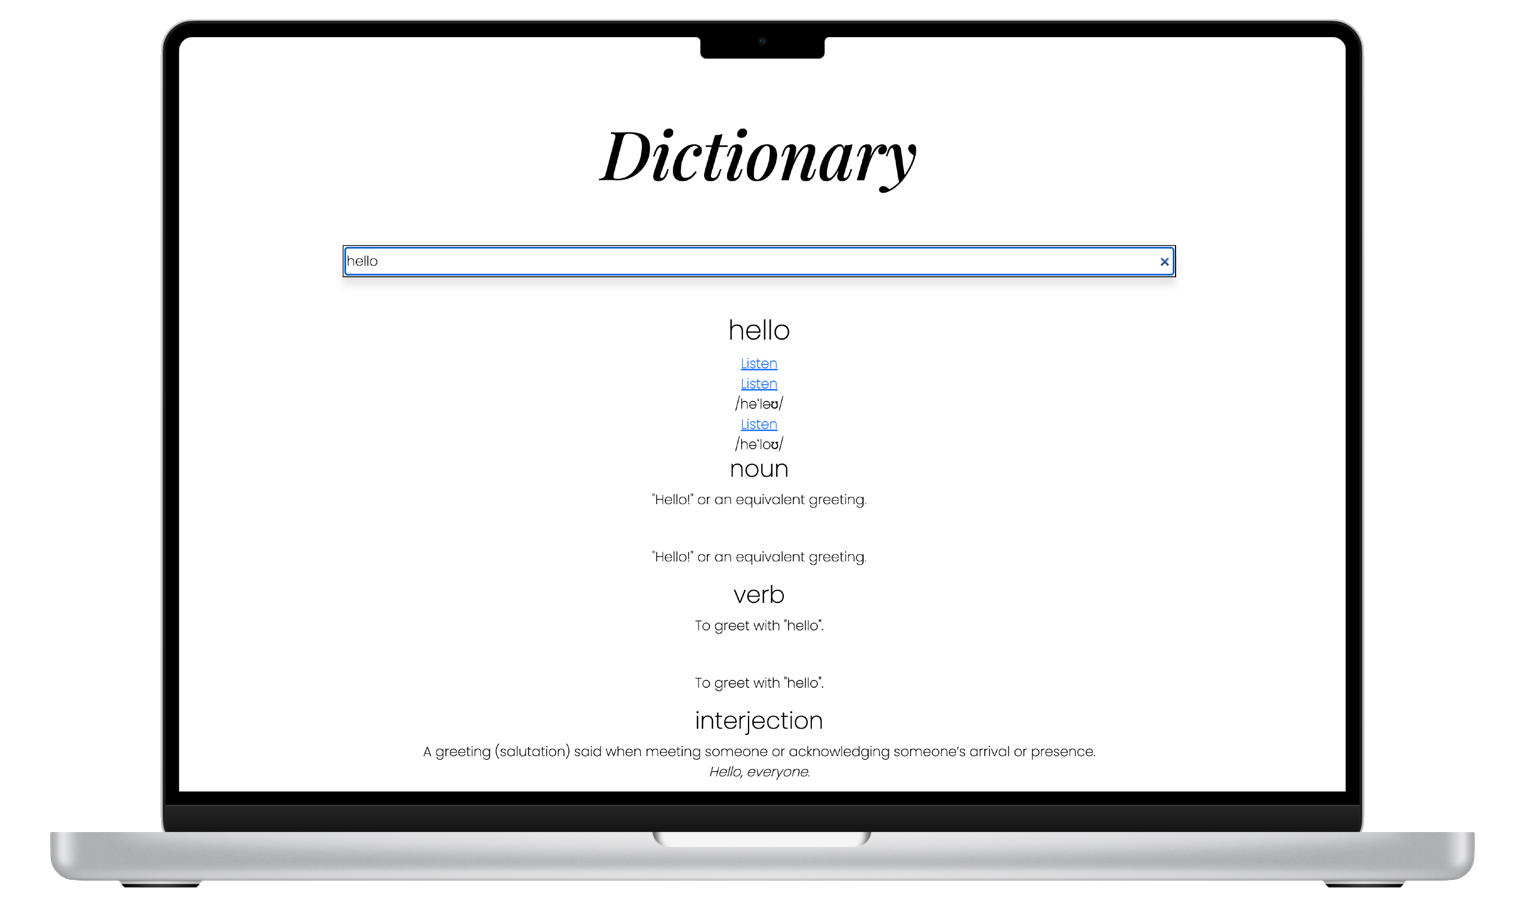 Dictionary
hello
hello
Listen
Listen
/həˈləʊ/
Listen
/həˈloʊ/
noun
"Hello!" or an equivalent greeting.
"Hello!" or an equivalent greeting.
verb
To greet with "hello".
To greet with "hello".
interjection
A greeting (salutation) said when meeting someone or acknowledging someone’s arrival or presence.
Hello, everyone.